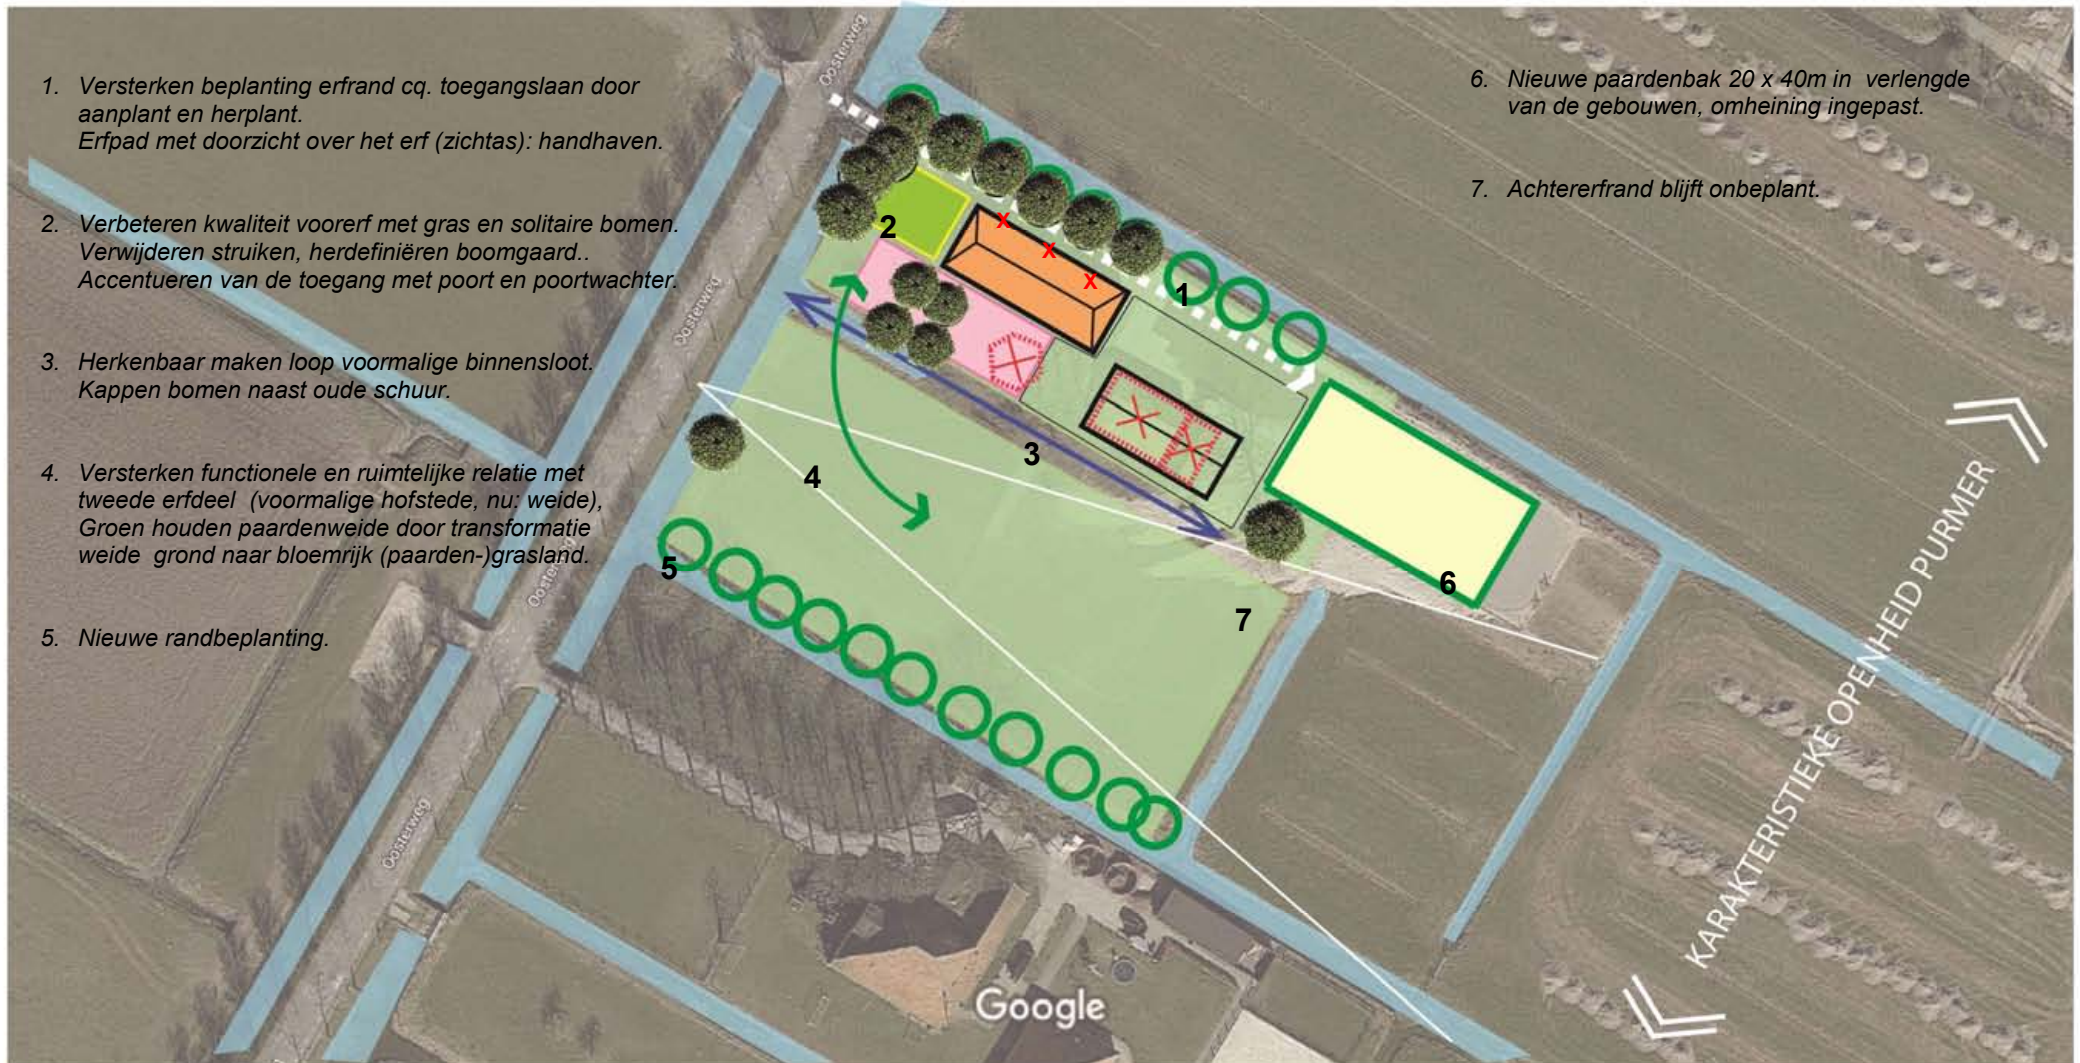 1. Versterken beplanting erfrand cq. toegangslaan door
aanplant en herplant.
Erfpad met doorzicht over het erf (zichtas): handhaven.
2. Verbeteren kwaliteit voorerf met gras en solitaire bomen.
Verwijderen struiken, herdefiniëren boomgaard..
Accentueren van de toegang met poort en poortwachter.
3. Herkenbaar maken loop voormalige binnensloot.
Kappen bomen naast oude schuur.
4. Versterken functionele en ruimtelijke relatie met
tweede erfdeel (voormalige hofstede, nu: weide),
Groen houden paardenweide door transformatie
weide grond naar bloemrijk (paarden-)grasland.
5. Nieuwe randbeplanting.
6. Nieuwe paardenbak 20 x 40m in verlengde
van de gebouwen, omheining ingepast.
7. Achtererfrand blijft onbeplant.
Oosterweg
Oosterweg
Oosterweg
Oosterweg
2
x
x
x
1
3
4
5
6
7
KARAKTERISTIEKE OPENHEID PURMER
Google